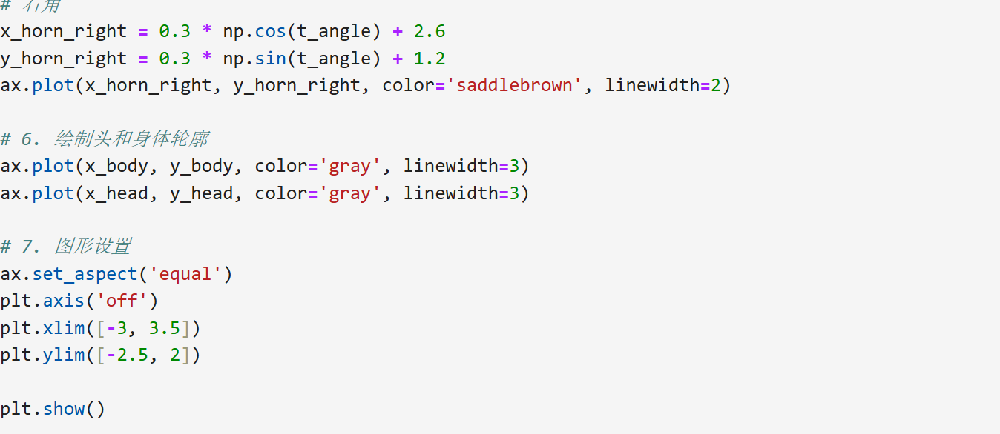 # 右角
x_horn_right = 0.3 * np.cos(t_angle) + 2.6
y_horn_right = 0.3 * np.sin(t_angle) + 1.2
ax.plot(x_horn_right, y_horn_right, color='saddlebrown', linewidth=2)
# 6. 绘制头和身体轮廓
ax.plot(x_body, y_body, color='gray', linewidth=3)
ax.plot(x_head, y_head, color='gray', linewidth=3)
# 7. 图形设置
ax.set_aspect('equal')
plt.axis('off')
plt.xlim([-3, 3.5])
plt.ylim([-2.5, 2])
plt.show()